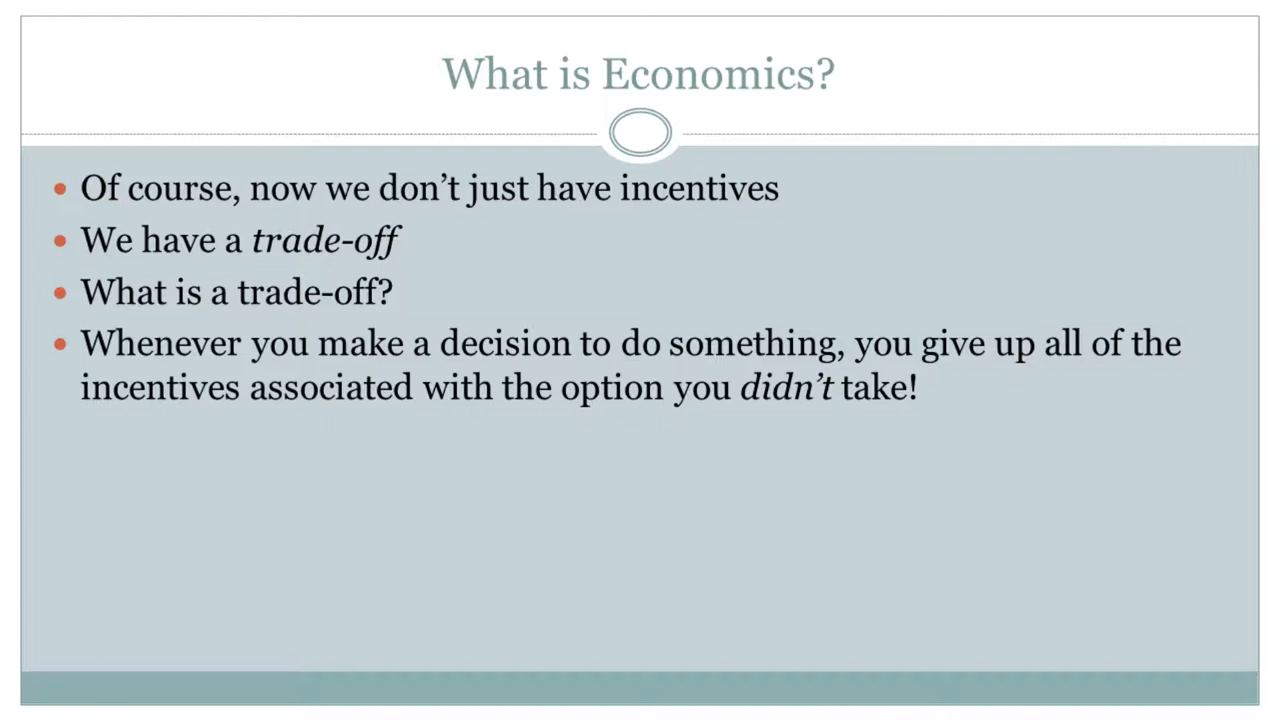 What is Economics?
Of course, now we don't just have incentives
We have a trade-off
What is a trade-off?
Whenever you make a decision to do something, you give up all of the
incentives associated with the option you didn't take!